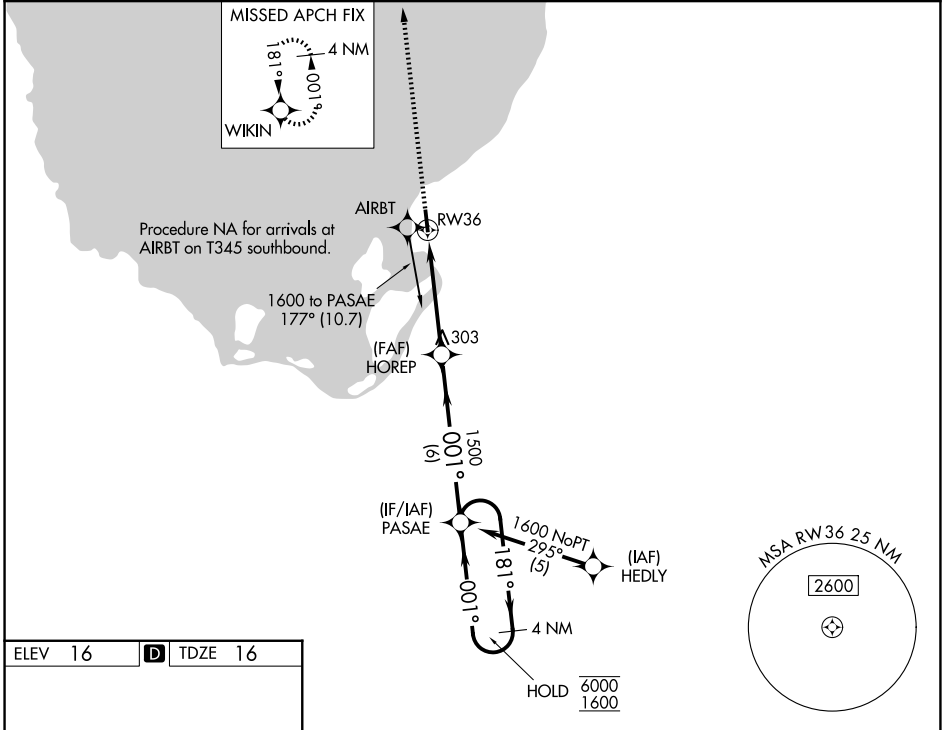 MISSED APCH FIX
4 NM
181°
001°
WIKIN
AIRBT
RW36
Procedure NA for arrivals at
AIRBT on T345 southbound.
1600 to PASAE
177° (10.7)
303
(FAF)
HOREP
1500
001°
(6)
(IF/IAF)
PASAE
1600 NoPT
295°
(5)
(IAF)
HEDLY
181°
001°
4 NM
HOLD 6000
1600
MSA RW36 25 NM
2600
ELEV 16 D TDZE 16